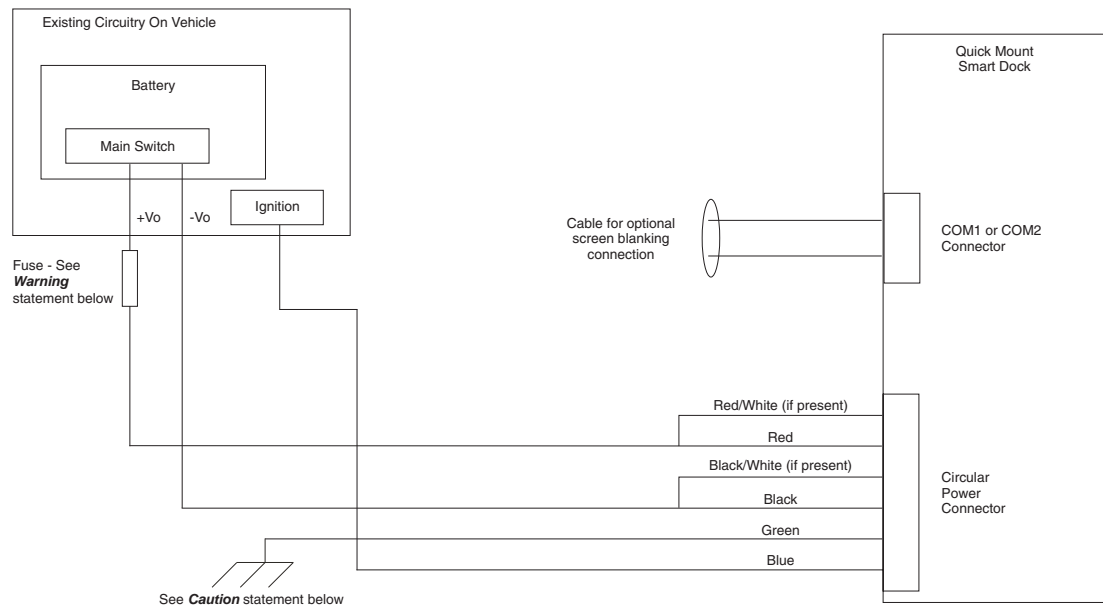 Existing Circuitry On Vehicle
Battery
Main Switch
+Vo
-Vo
Ignition
Fuse - See
Warning
statement below
Quick Mount
Smart Dock
Cable for optional
screen blanking
connection
COM1 or COM2
Connector
Red/White (if present)
Red
Black/White (if present)
Black
Green
Blue
Circular
Power
Connector
See Caution statement below